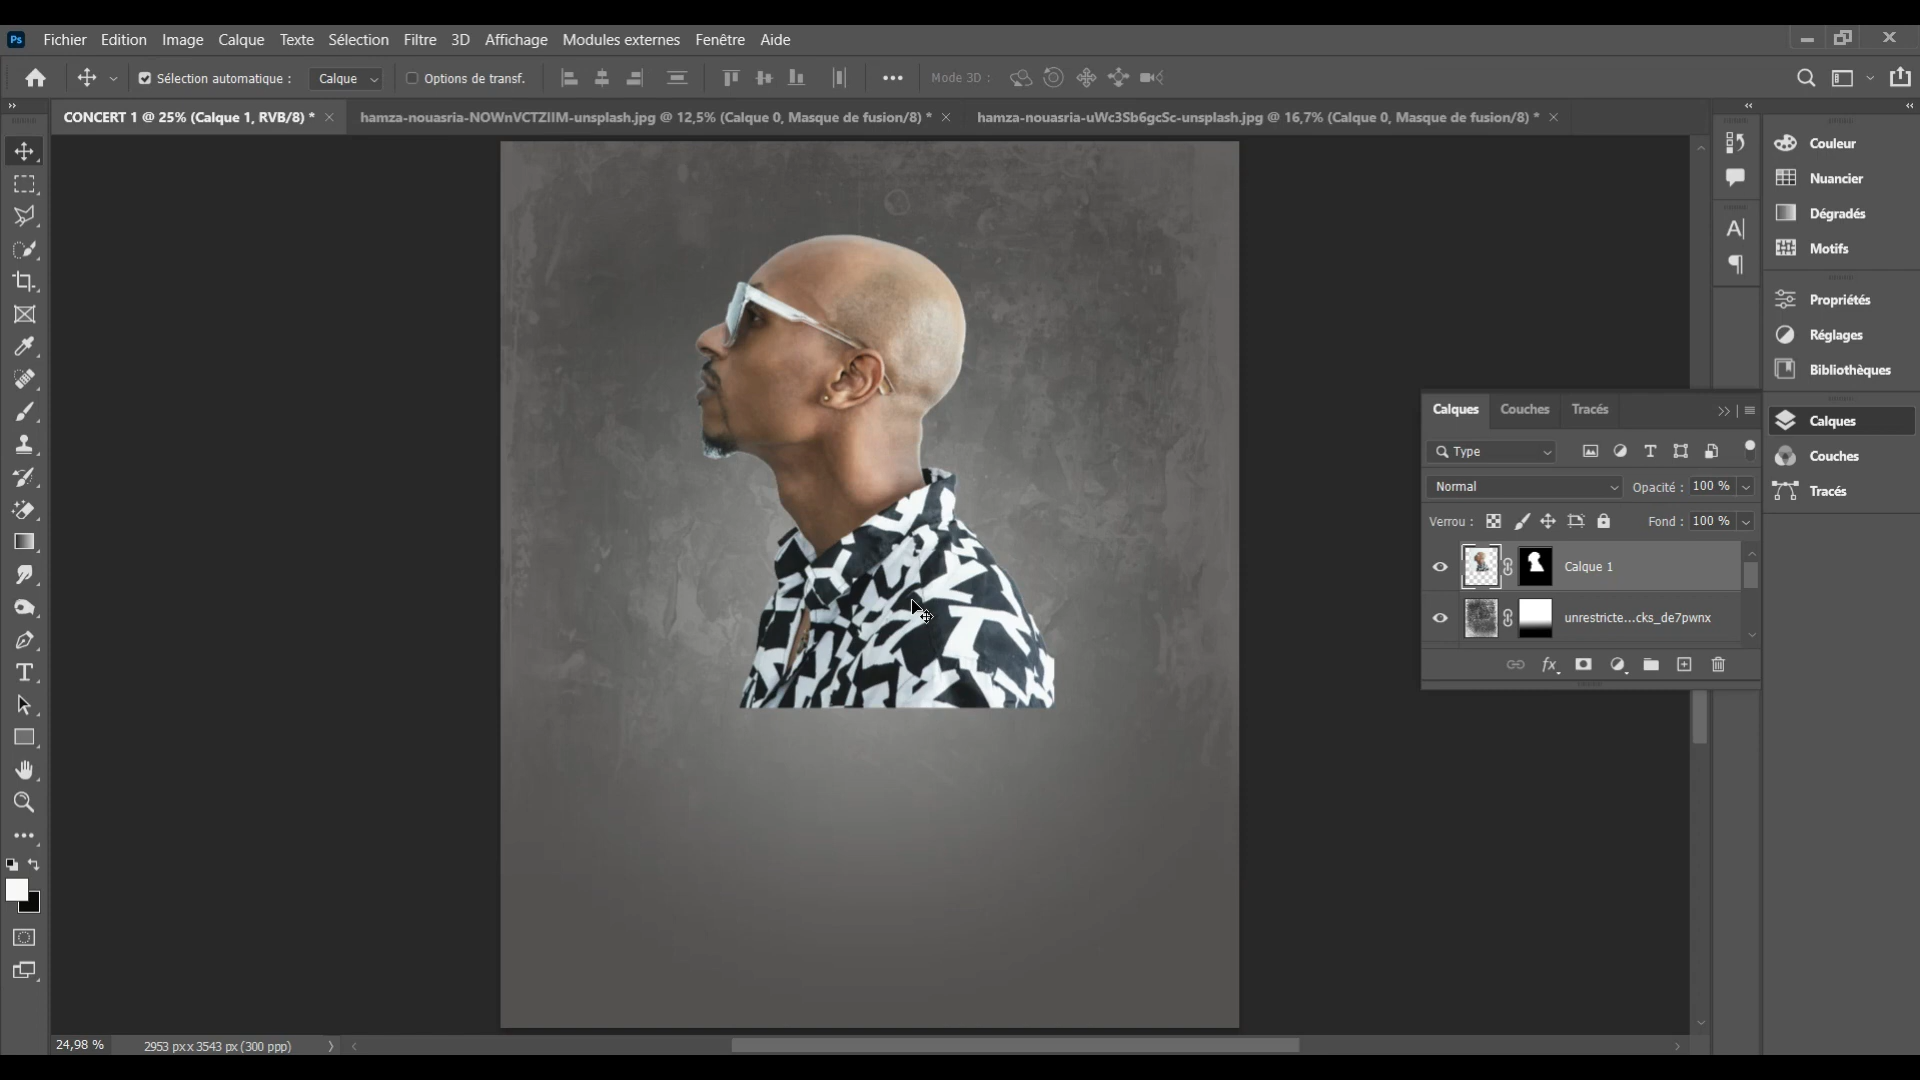 Ps Fichier Edition Image Calque Texte Sélection Filtre 3D Affichage Modules externes Fenêtre Aide
Sélection automatique : Calque Options de transf. Mode 3D :
CONCERT 1 @ 25% (Calque 1, RVB/8) * hamza-nouasria-NOWnVCTZIIM-unsplash.jpg @ 12,5% (Calque 0, Masque de fusion/8) * hamza-nouasria-uWc3Sb6gcSc-unsplash.jpg @ 16,7% (Calque 0, Masque de fusion/8) *
Couleur
Nuancier
Dégradés
Motifs
Propriétés
Réglages
Bibliothèques
Calques
Couches
Tracés
Calques Couches Tracés
Type
Normal Opacité : 100 %
Verrou : Fond : 100 %
Calque 1
unrestricte...cks_de7pwnx
fx
24,98 % 2953 px x 3543 px (300 ppp)